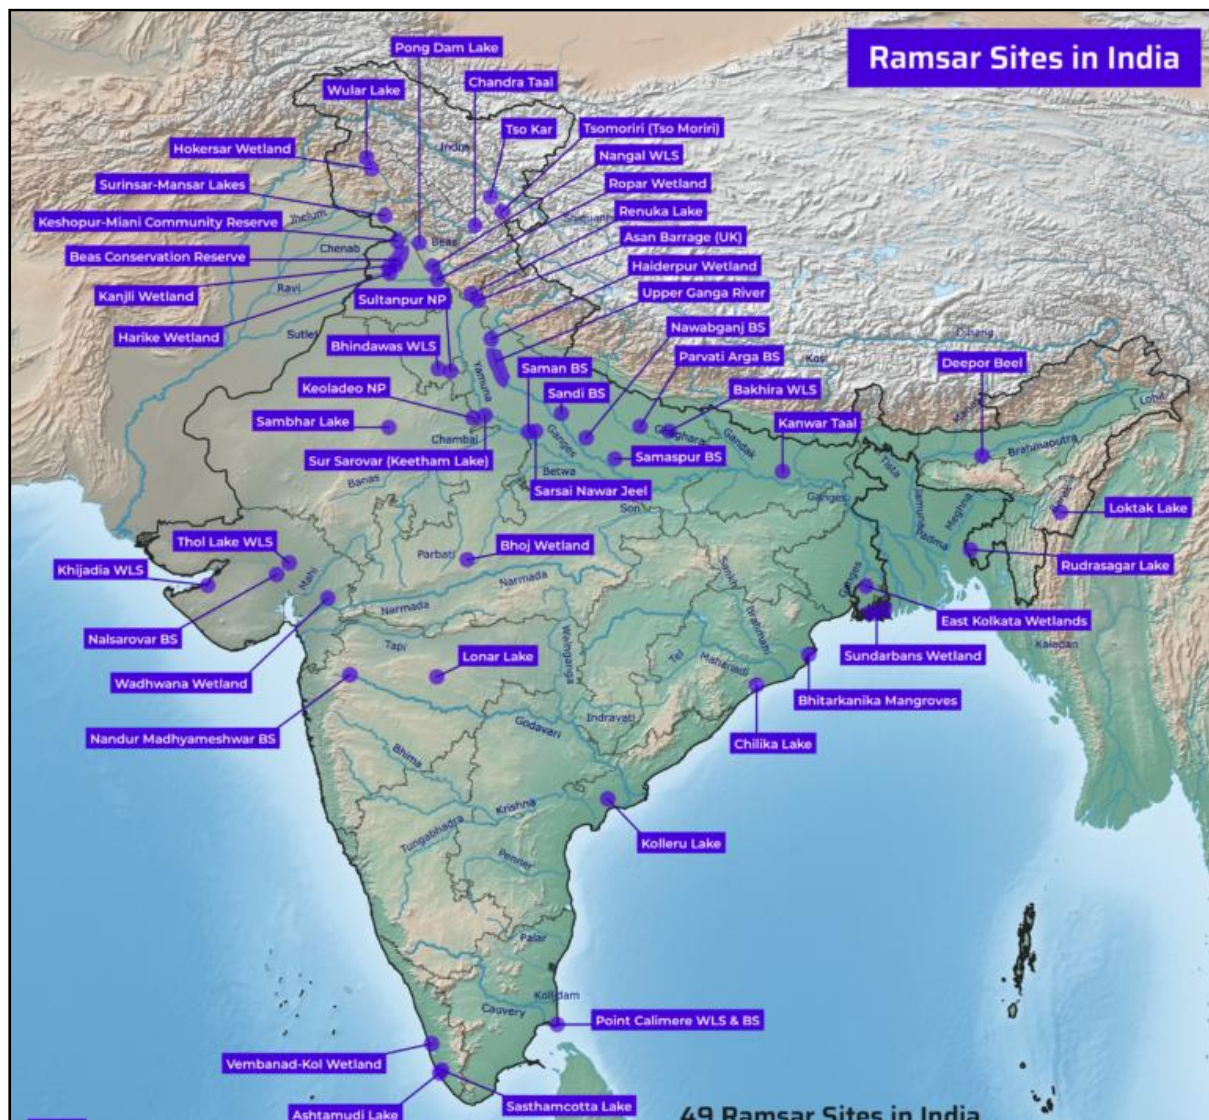 Ramsar Sites in India
Pong Dam Lake
Chandra Taal
Wular Lake
Tso Kar
Tsomoriri (Tso Moriri)
Hokersar Wetland
Indus
Nangal WLS
Surinsar-Mansar Lakes
Ropar Wetland
Keshopur-Miani Community Reserve
Jhelum
Renuka Lake
Shiquan
Beas Conservation Reserve
Chenab
Beas
Asan Barrage (UK)
Haiderpur Wetland
Kanjli Wetland
Ravi
Sultanpur NP
Upper Ganga River
Harike Wetland
Sutlej
Nawabganj BS
Dihang
Bhindawas WLS
Saman BS
Parvati Arga BS
Kosi
Deepor Beel
Keoladeo NP
Yamuna
Sandi BS
Bakhira WLS
Lohit
Sambhar Lake
Chambal
Ganges
Ghaghara
Gandak
Kanwar Taal
Brahmaputra
Sur Sarovar (Keetham Lake)
Betwa
Samaspur BS
Tista
Banas
Sarsai Nawar Jeel
Ganges
Son
Jamuna
Meghna
Barak
Loktak Lake
Thol Lake WLS
Parbati
Bhoj Wetland
Padma
Rudrasagar Lake
Khijadia WLS
Mahi
Narmada
Sankh
Ganges
Narmada
Brahmani
East Kolkata Wetlands
Nalsarovar BS
Tapi
Wainganga
Kaladan
Lonar Lake
Tel
Mahanadi
Sundarbans Wetland
Wadhwana Wetland
Bhitarkanika Mangroves
Indravati
Godavari
Nandur Madhyameshwar BS
Chilika Lake
Bhima
Krishna
Tungabhadra
Kolleru Lake
Penner
Palar
Kollidam
Cauvery
Point Calimere WLS & BS
Vembanad-Kol Wetland
Sasthamcotta Lake
Ashtamudi Lake
49 Ramsar Sites in India